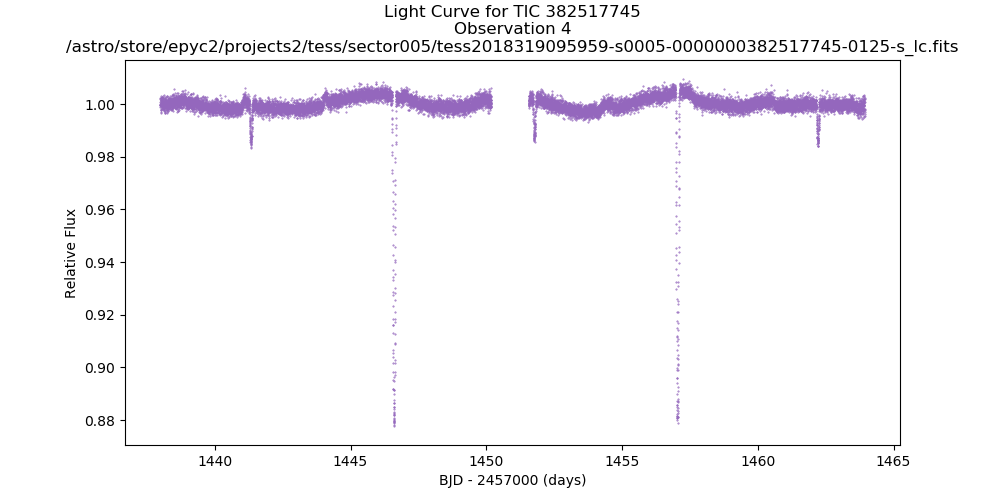 Light Curve for TIC 382517745
Observation 4
/astro/store/epyc2/projects2/tess/sector005/tess2018319095959-s0005-0000000382517745-0125-s_lc.fits
1.00
0.98
0.96
0.94
0.92
0.90
0.88
Relative Flux
1440
1445
1450
1455
1460
1465
BJD - 2457000 (days)